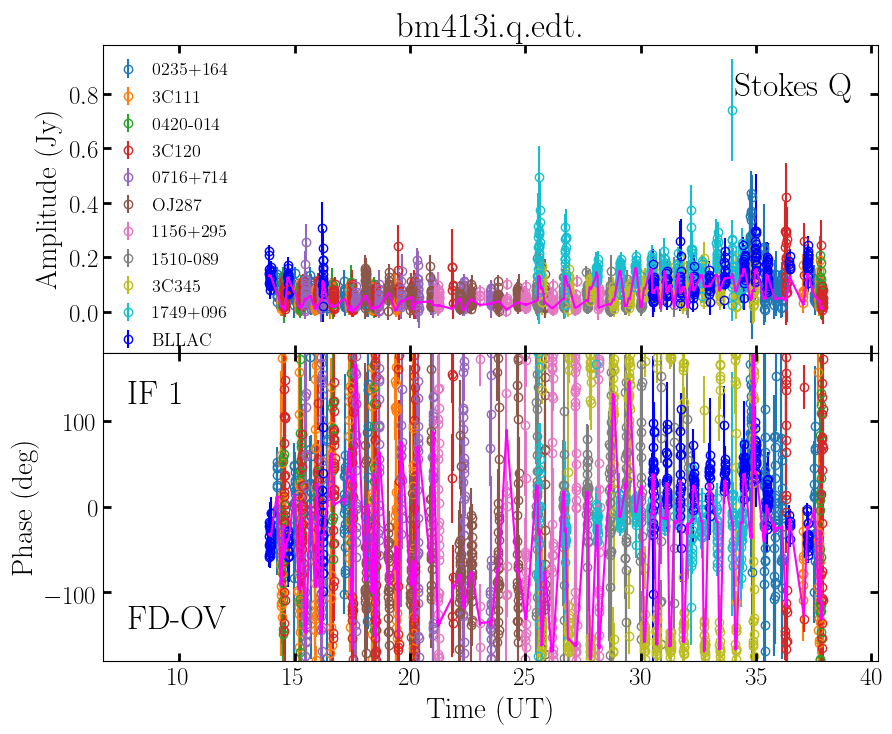 bm413i.q.edt.
Stokes Q
Amplitude (Jy)
0.8
0.6
0.4
0.2
0.0
0235+164
3C111
0420-014
3C120
0716+714
OJ287
1156+295
1510-089
3C345
1749+096
BLLAC
IF 1
Phase (deg)
100
0
−100
FD-OV
10 15 20 25 30 35 40
Time (UT)